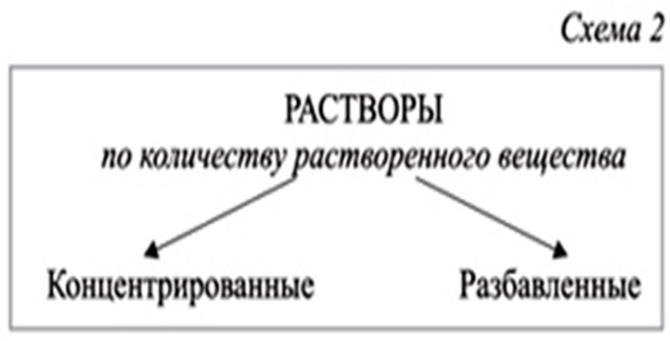 Схема 2
РАСТВОРЫ
по количеству растворенного вещества
Концентрированные
Разбавленные